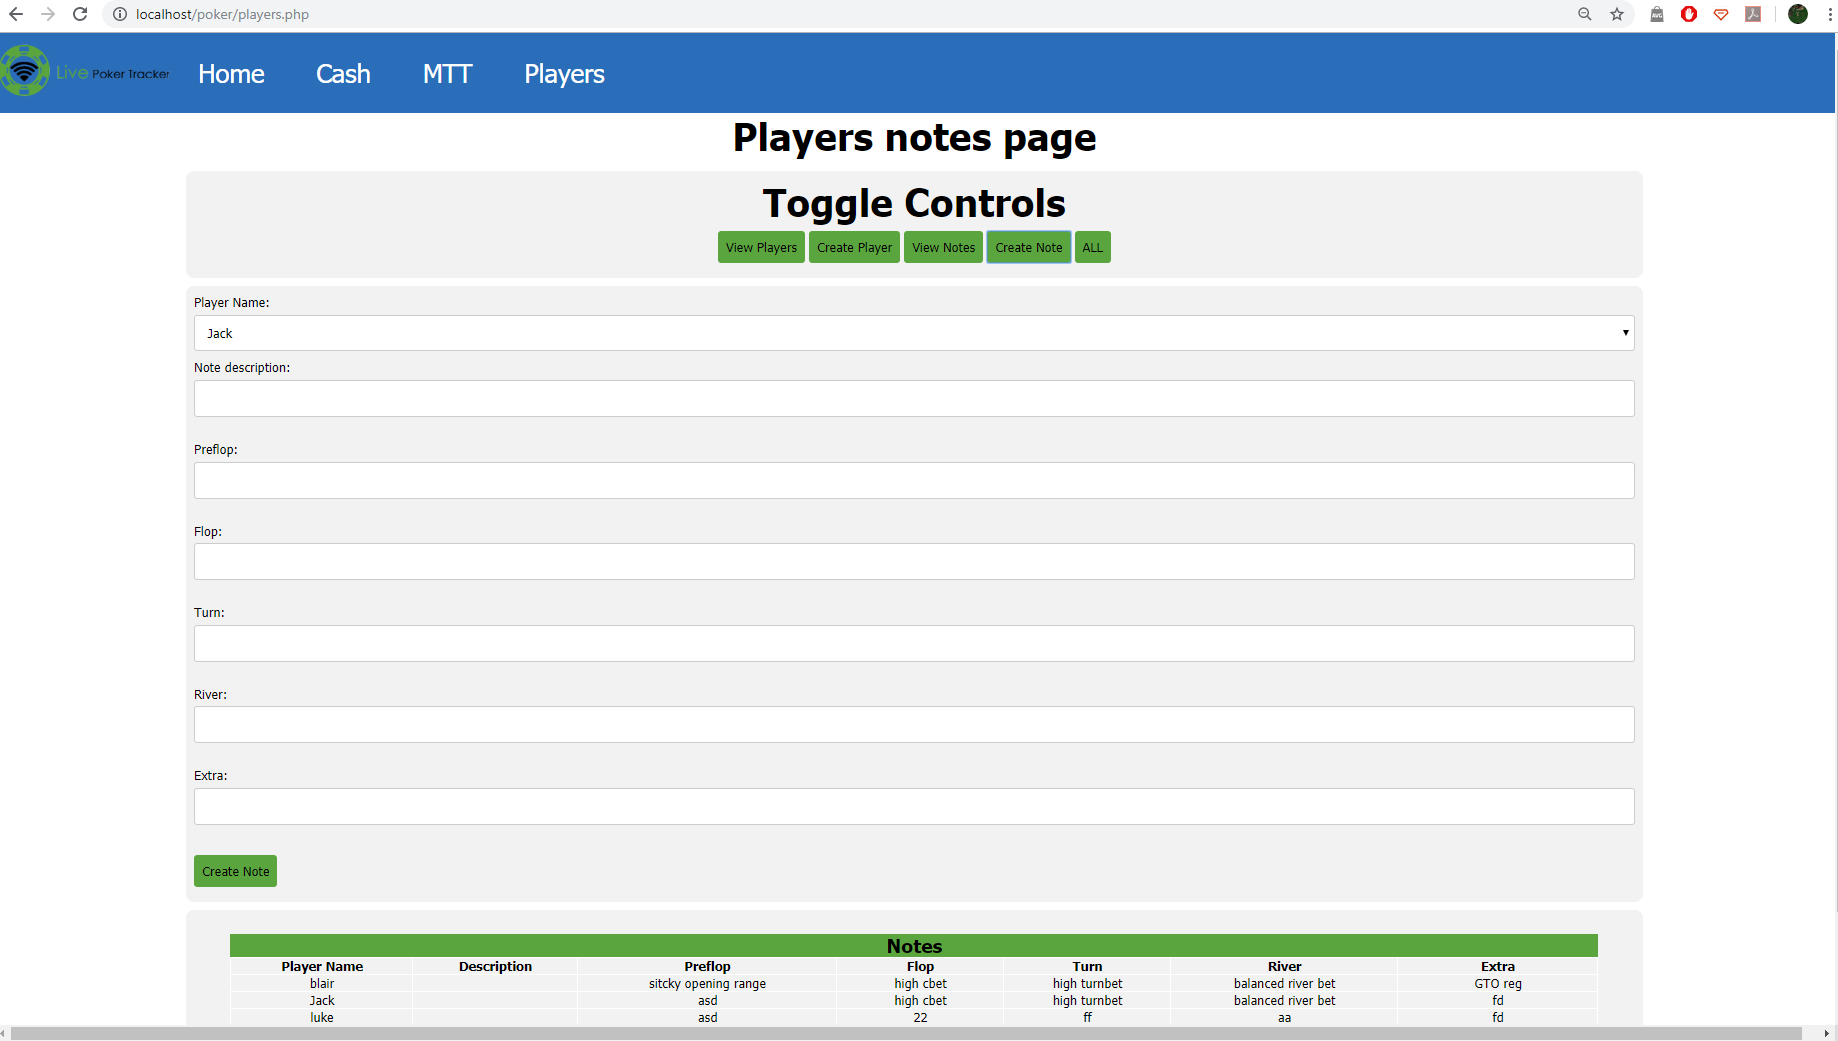 localhost/poker/players.php
AVG
Live Poker Tracker
Home Cash MTT Players
Players notes page
Toggle Controls
View Players Create Player View Notes Create Note ALL
Player Name:
Jack
Note description:
Preflop:
Flop:
Turn:
River:
Extra:
Create Note
Notes
Player Name Description Preflop Flop Turn River Extra
blair sitcky opening range high cbet high turnbet balanced river bet GTO reg
Jack asd high cbet high turnbet balanced river bet fd
luke asd 22 ff aa fd